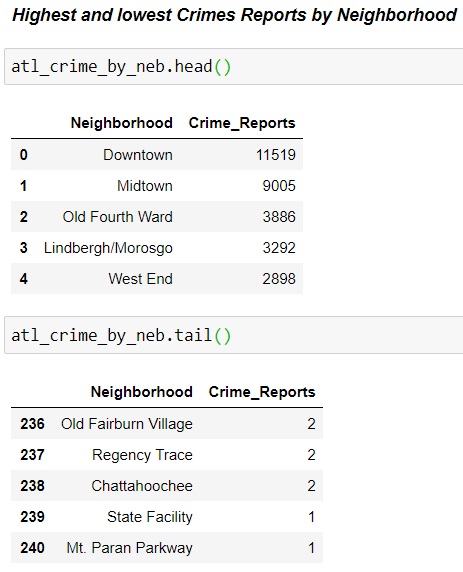 Highest and lowest Crimes Reports by Neighborhood
atl_crime_by_neb.head()
Neighborhood Crime_Reports
0 Downtown 11519
1 Midtown 9005
2 Old Fourth Ward 3886
3 Lindbergh/Morosgo 3292
4 West End 2898
atl_crime_by_neb.tail()
Neighborhood Crime_Reports
236 Old Fairburn Village 2
237 Regency Trace 2
238 Chattahoochee 2
239 State Facility 1
240 Mt. Paran Parkway 1